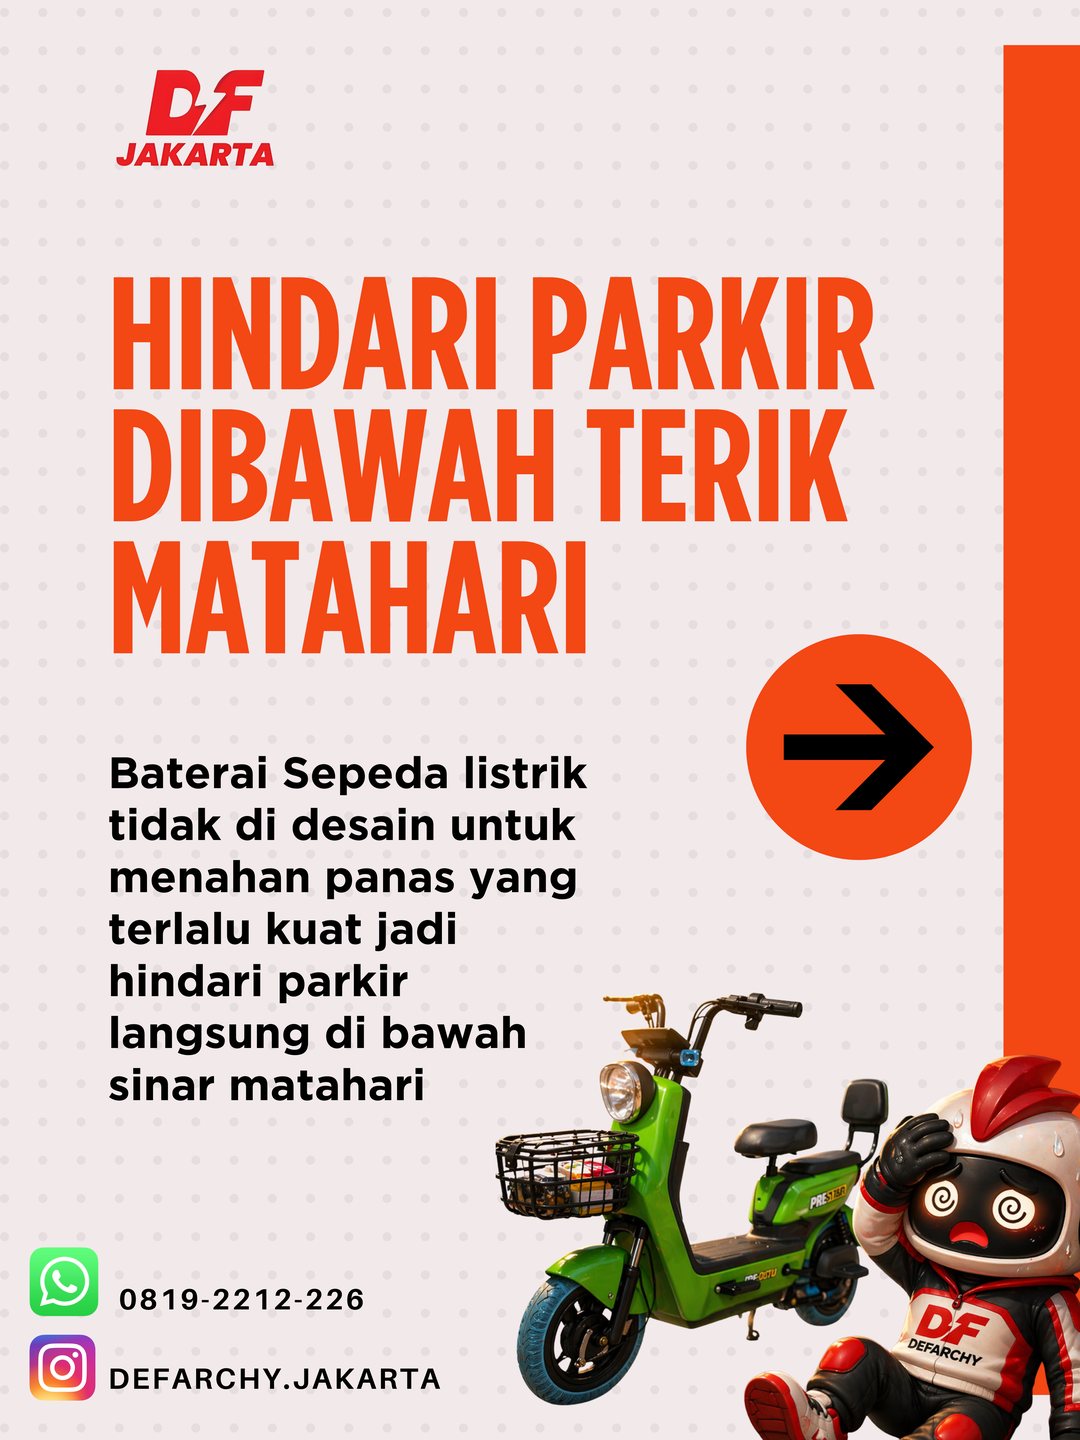 DF
JAKARTA
HINDARI PARKIR
DIBAWAH TERIK
MATAHARI
Baterai Sepeda listrik
tidak di desain untuk
menahan panas yang
terlalu kuat jadi
hindari parkir
langsung di bawah
sinar matahari
0819-2212-226
DEFARCHY.JAKARTA
DF
DEFARCHY